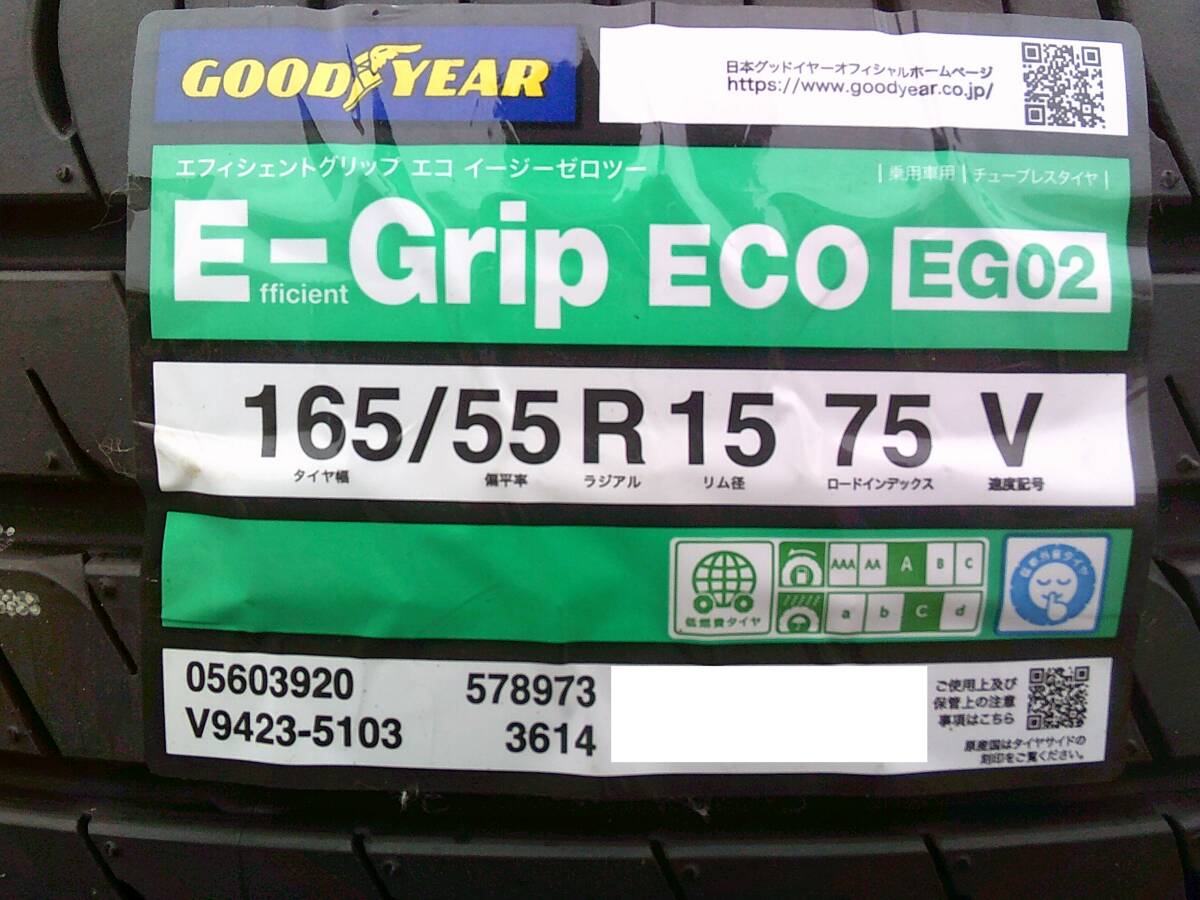 GOODYEAR
日本グッドイヤーオフィシャルホームページ
https://www.goodyear.co.jp/
エフィシェントグリップ エコ イージーゼロツー
|乗用車用|チューブレスタイヤ|
E-Grip ECO EG02
fficient
165/55 R 15 75 V
タイヤ幅 偏平率 ラジアル リム径 ロードインデックス 速度記号
AAA AA A B C
低燃費タイヤ
a b c d
低車外音タイヤ
05603920 578973
V9423-5103 3614
ご使用上及び
保管上の注意
事項はこちら
原産国はタイヤサイドの
刻印をご覧ください。